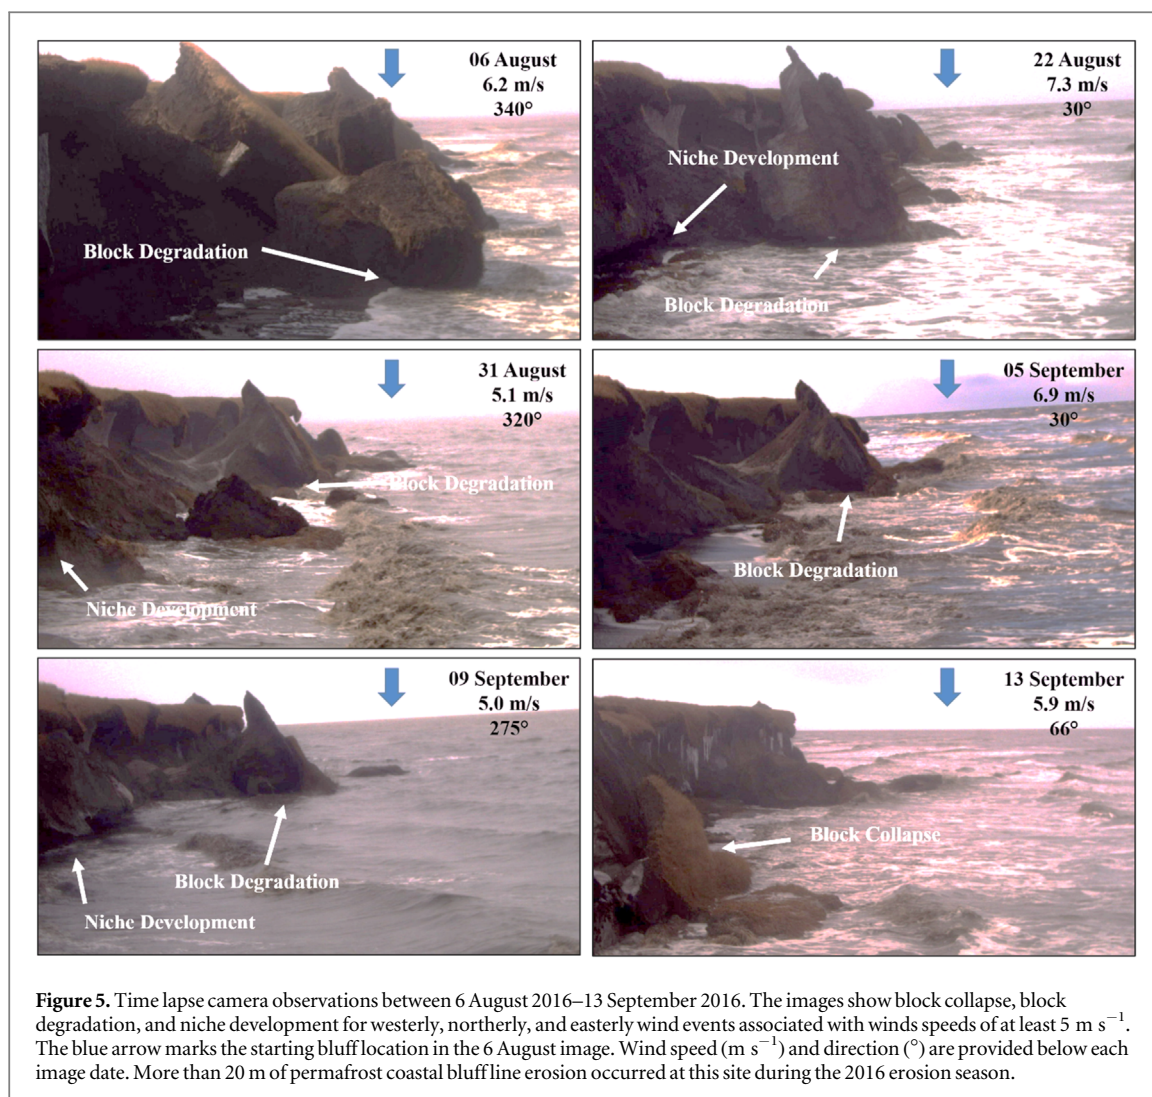 06 August
6.2 m/s
340°
Block Degradation
22 August
7.3 m/s
30°
Niche Development
Block Degradation
31 August
5.1 m/s
320°
Block Degradation
Niche Development
05 September
6.9 m/s
30°
Block Degradation
09 September
5.0 m/s
275°
Block Degradation
Niche Development
13 September
5.9 m/s
66°
Block Collapse
Figure 5. Time lapse camera observations between 6 August 2016–13 September 2016. The images show block collapse, block
degradation, and niche development for westerly, northerly, and easterly wind events associated with winds speeds of at least 5 m s⁻¹.
The blue arrow marks the starting bluff location in the 6 August image. Wind speed (m s⁻¹) and direction (°) are provided below each
image date. More than 20 m of permafrost coastal bluff line erosion occurred at this site during the 2016 erosion season.